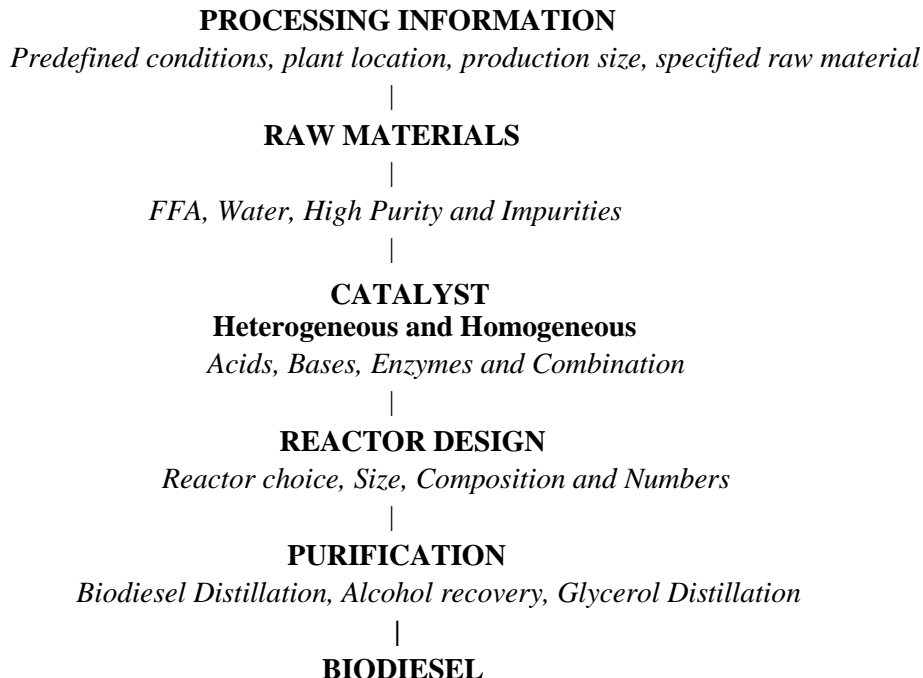 PROCESSING INFORMATION
Predefined conditions, plant location, production size, specified raw material
|
RAW MATERIALS
|
FFA, Water, High Purity and Impurities
|
CATALYST
Heterogeneous and Homogeneous
Acids, Bases, Enzymes and Combination
|
REACTOR DESIGN
Reactor choice, Size, Composition and Numbers
|
PURIFICATION
Biodiesel Distillation, Alcohol recovery, Glycerol Distillation
|
BIODIESEL